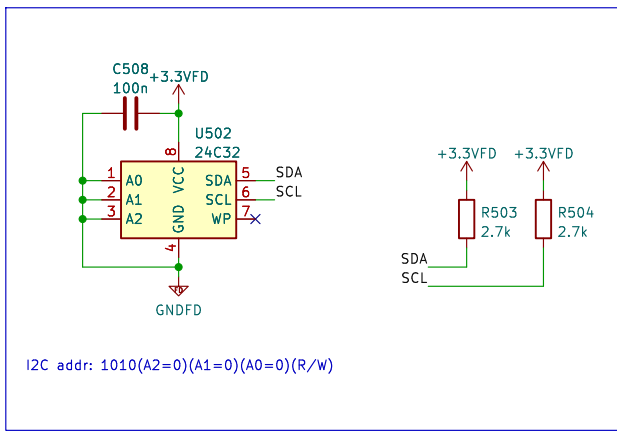 C508
100n
+3.3VFD
U502
24C32
8
VCC
1 A0
2 A1
3 A2
SDA 5 SDA
SCL 6 SCL
WP 7
GND
4
FD
GNDFD
+3.3VFD +3.3VFD
R503 R504
2.7k 2.7k
SDA
SCL
I2C addr: 1010(A2=0)(A1=0)(A0=0)(R/W)